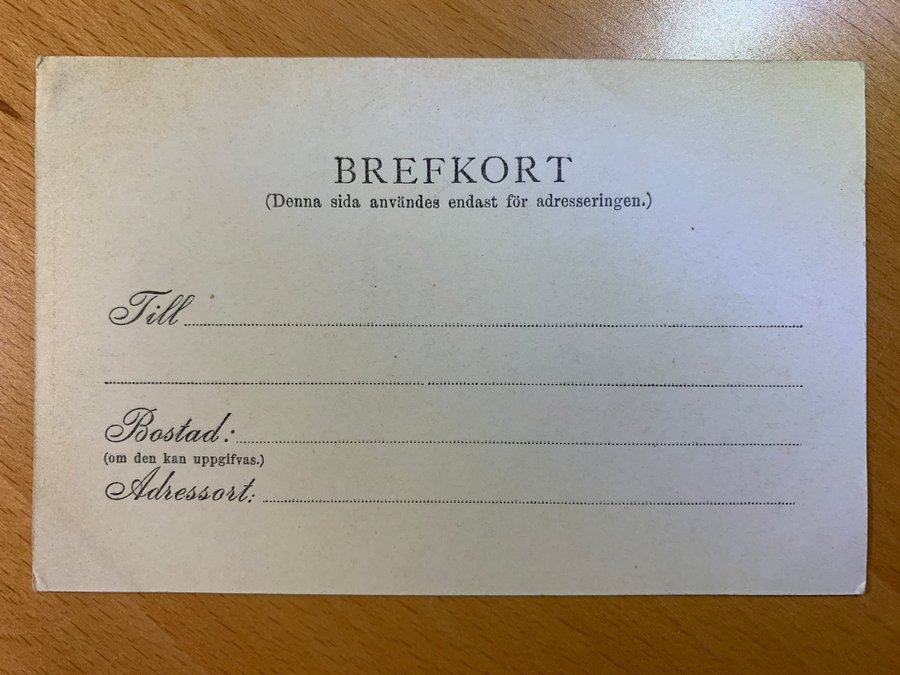 BREFKORT
(Denna sida användes endast för adresseringen.)
Till
Bostad:
(om den kan uppgifvas.)
Adressort: